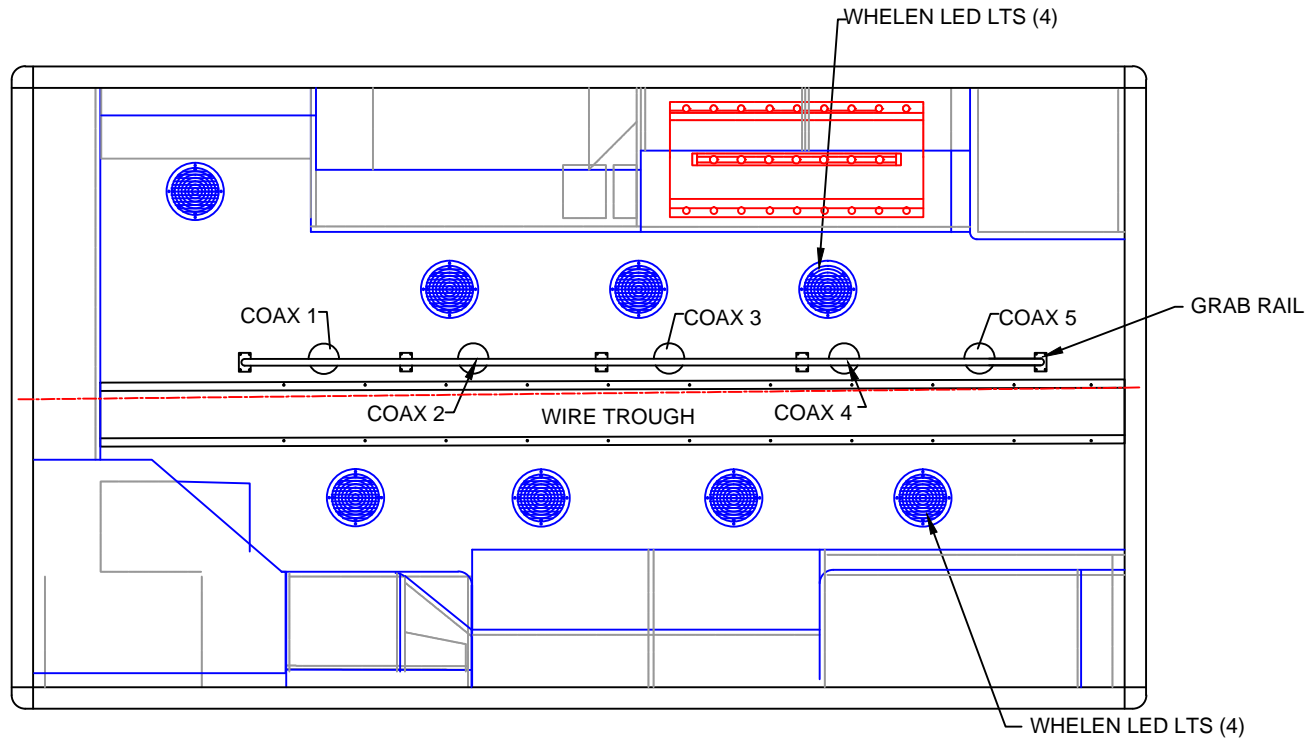 WHELEN LED LTS (4)
GRAB RAIL
COAX 1
COAX 3
COAX 5
COAX 2
WIRE TROUGH
COAX 4
WHELEN LED LTS (4)